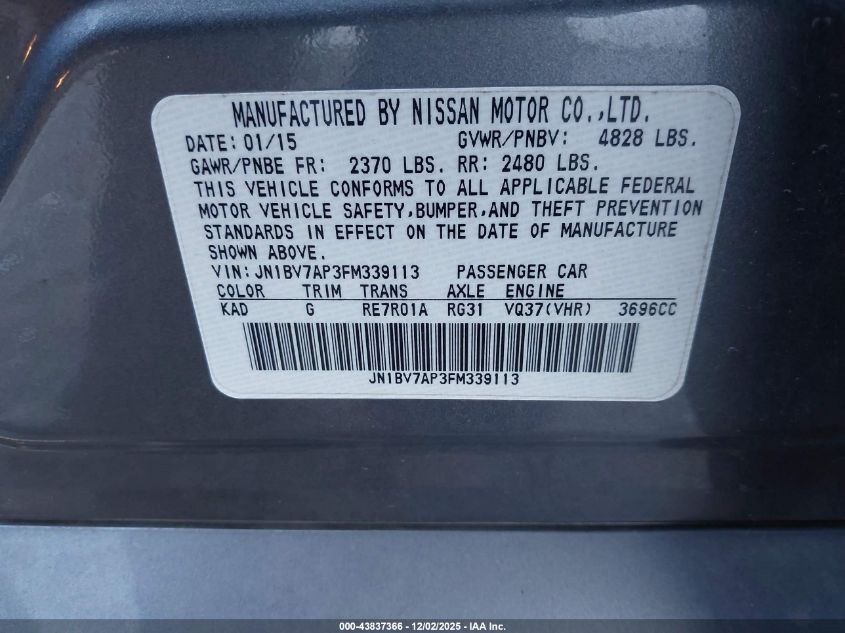 MANUFACTURED BY NISSAN MOTOR CO.,LTD.
DATE: 01/15 GVWR/PNBV: 4828 LBS.
GAWR/PNBE FR: 2370 LBS. RR: 2480 LBS.
THIS VEHICLE CONFORMS TO ALL APPLICABLE FEDERAL
MOTOR VEHICLE SAFETY,BUMPER,AND THEFT PREVENTION
STANDARDS IN EFFECT ON THE DATE OF MANUFACTURE
SHOWN ABOVE.
VIN:JN1BV7AP3FM339113 PASSENGER CAR
COLOR TRIM TRANS AXLE ENGINE
KAD G RE7R01A RG31 VQ37(VHR) 3696CC
JN1BV7AP3FM339113
000-43837366 - 12/02/2025 - IAA Inc.